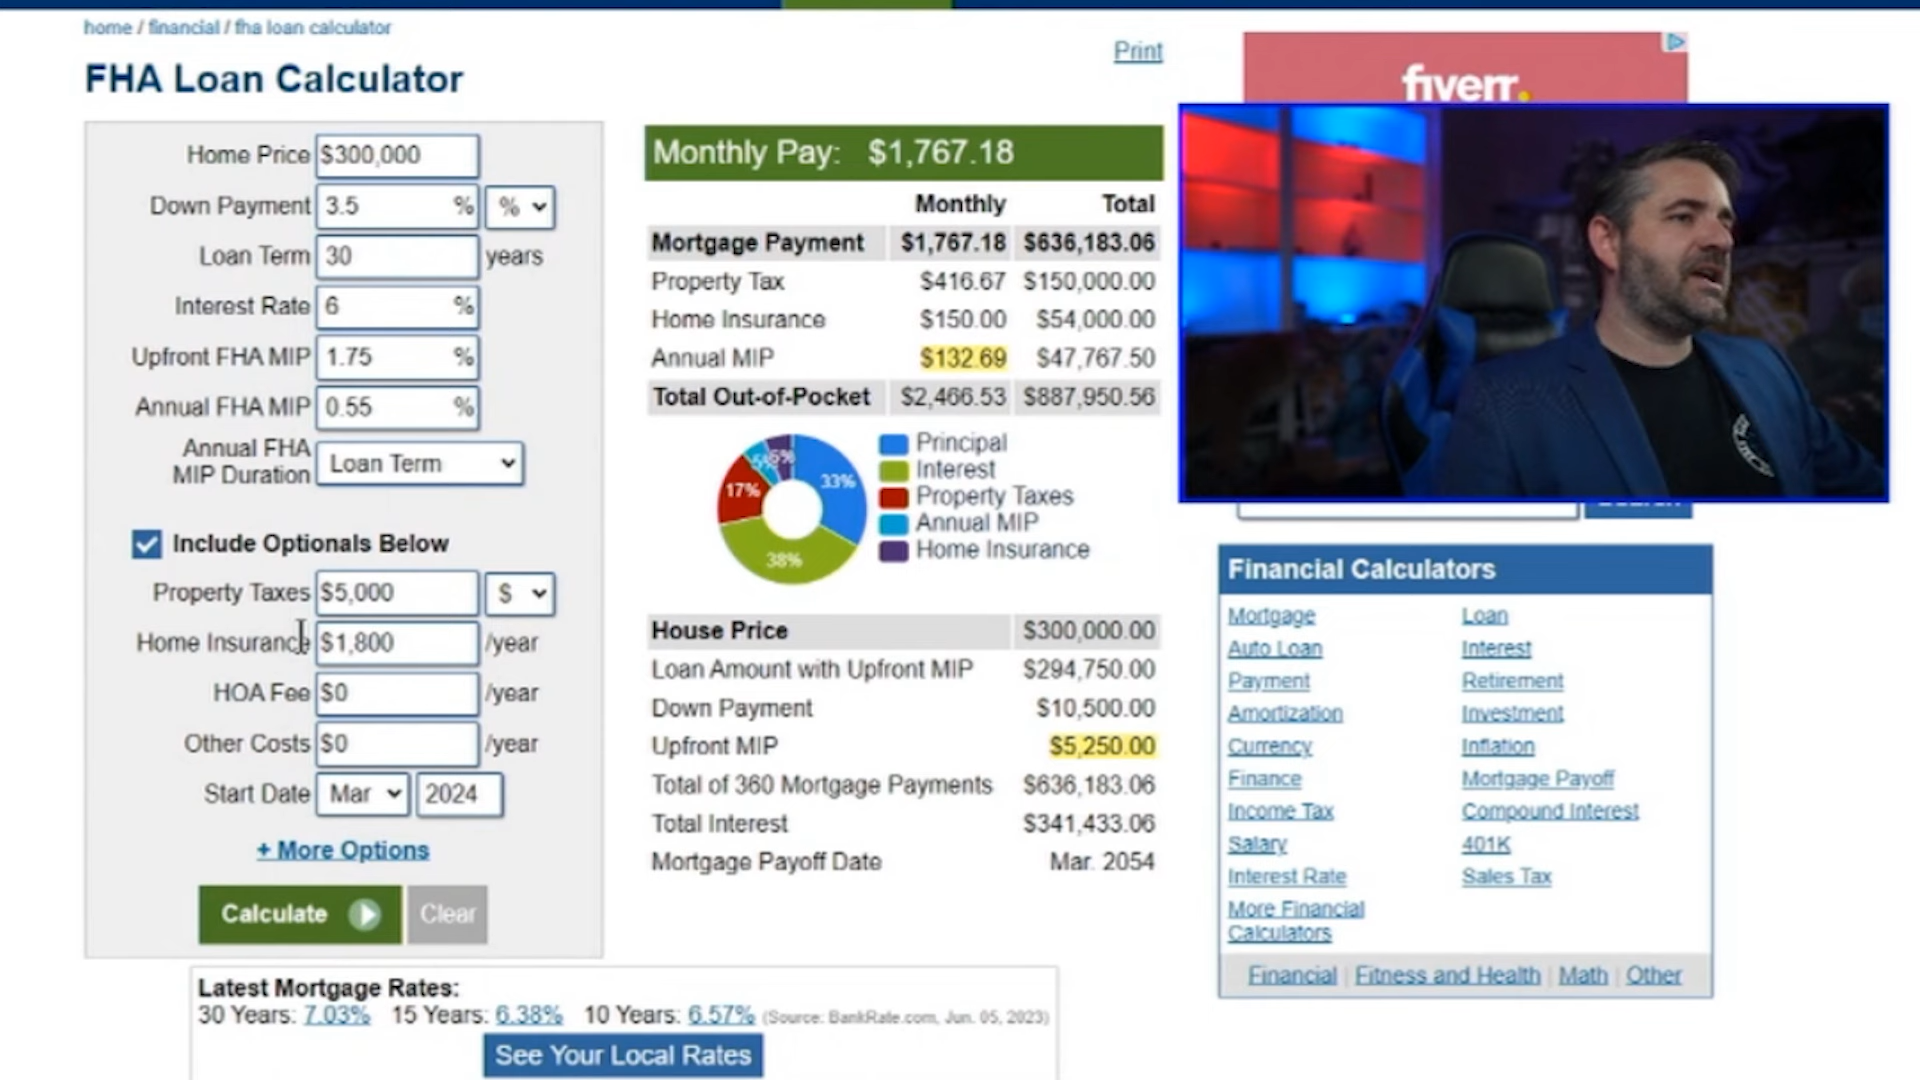 home / financial / fha loan calculator
Print
FHA Loan Calculator
fiverr.
Home Price $300,000
Down Payment 3.5 % %
Loan Term 30 years
Interest Rate 6 %
Upfront FHA MIP 1.75 %
Annual FHA MIP 0.55 %
Annual FHA
MIP Duration Loan Term
Include Optionals Below
Property Taxes $5,000 $
Home Insurance $1,800 /year
HOA Fee $0 /year
Other Costs $0 /year
Start Date Mar 2024
+ More Options
Calculate Clear
Monthly Pay: $1,767.18
Monthly Total
Mortgage Payment $1,767.18 $636,183.06
Property Tax $416.67 $150,000.00
Home Insurance $150.00 $54,000.00
Annual MIP $132.69 $47,767.50
Total Out-of-Pocket $2,466.53 $887,950.56
5% 5% 33% 17% 38%
Principal
Interest
Property Taxes
Annual MIP
Home Insurance
House Price $300,000.00
Loan Amount with Upfront MIP $294,750.00
Down Payment $10,500.00
Upfront MIP $5,250.00
Total of 360 Mortgage Payments $636,183.06
Total Interest $341,433.06
Mortgage Payoff Date Mar. 2054
Financial Calculators
Mortgage Loan
Auto Loan Interest
Payment Retirement
Amortization Investment
Currency Inflation
Finance Mortgage Payoff
Income Tax Compound Interest
Salary 401K
Interest Rate Sales Tax
More Financial
Calculators
Financial | Fitness and Health | Math | Other
Latest Mortgage Rates:
30 Years: 7.03% 15 Years: 6.38% 10 Years: 6.57% (Source: BankRate.com, Jun. 05, 2023)
See Your Local Rates